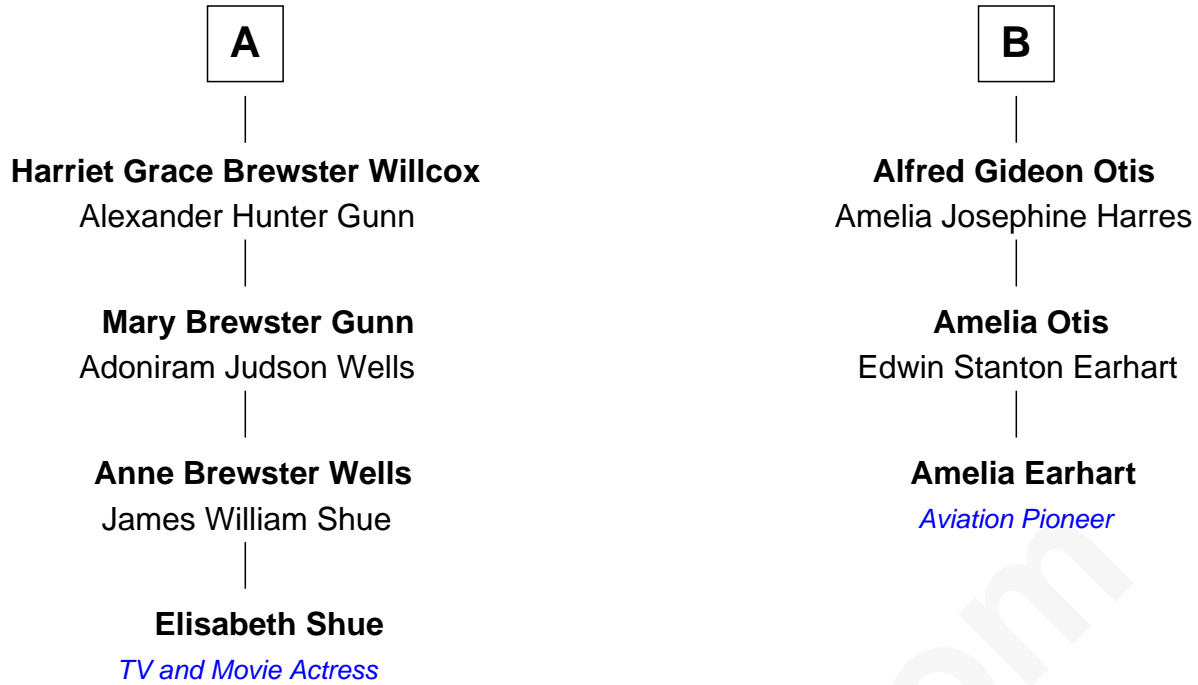 A
Harriet Grace Brewster Willcox
Alexander Hunter Gunn
Mary Brewster Gunn
Adoniram Judson Wells
Anne Brewster Wells
James William Shue
Elisabeth Shue
TV and Movie Actress
B
Alfred Gideon Otis
Amelia Josephine Harres
Amelia Otis
Edwin Stanton Earhart
Amelia Earhart
Aviation Pioneer
om